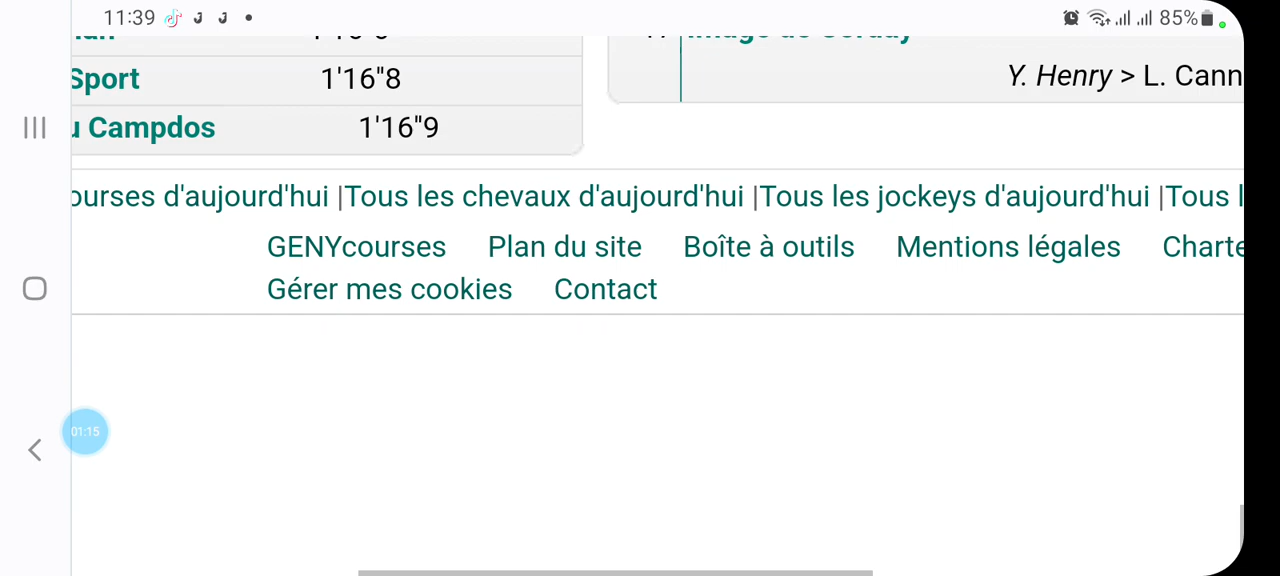 11:39 85%
Sport 1'16"8
Y. Henry > L. Cann
u Campdos 1'16"9
ourses d'aujourd'hui |Tous les chevaux d'aujourd'hui |Tous les jockeys d'aujourd'hui |Tous l
GENYcourses Plan du site Boîte à outils Mentions légales Charte
Gérer mes cookies Contact
01:15